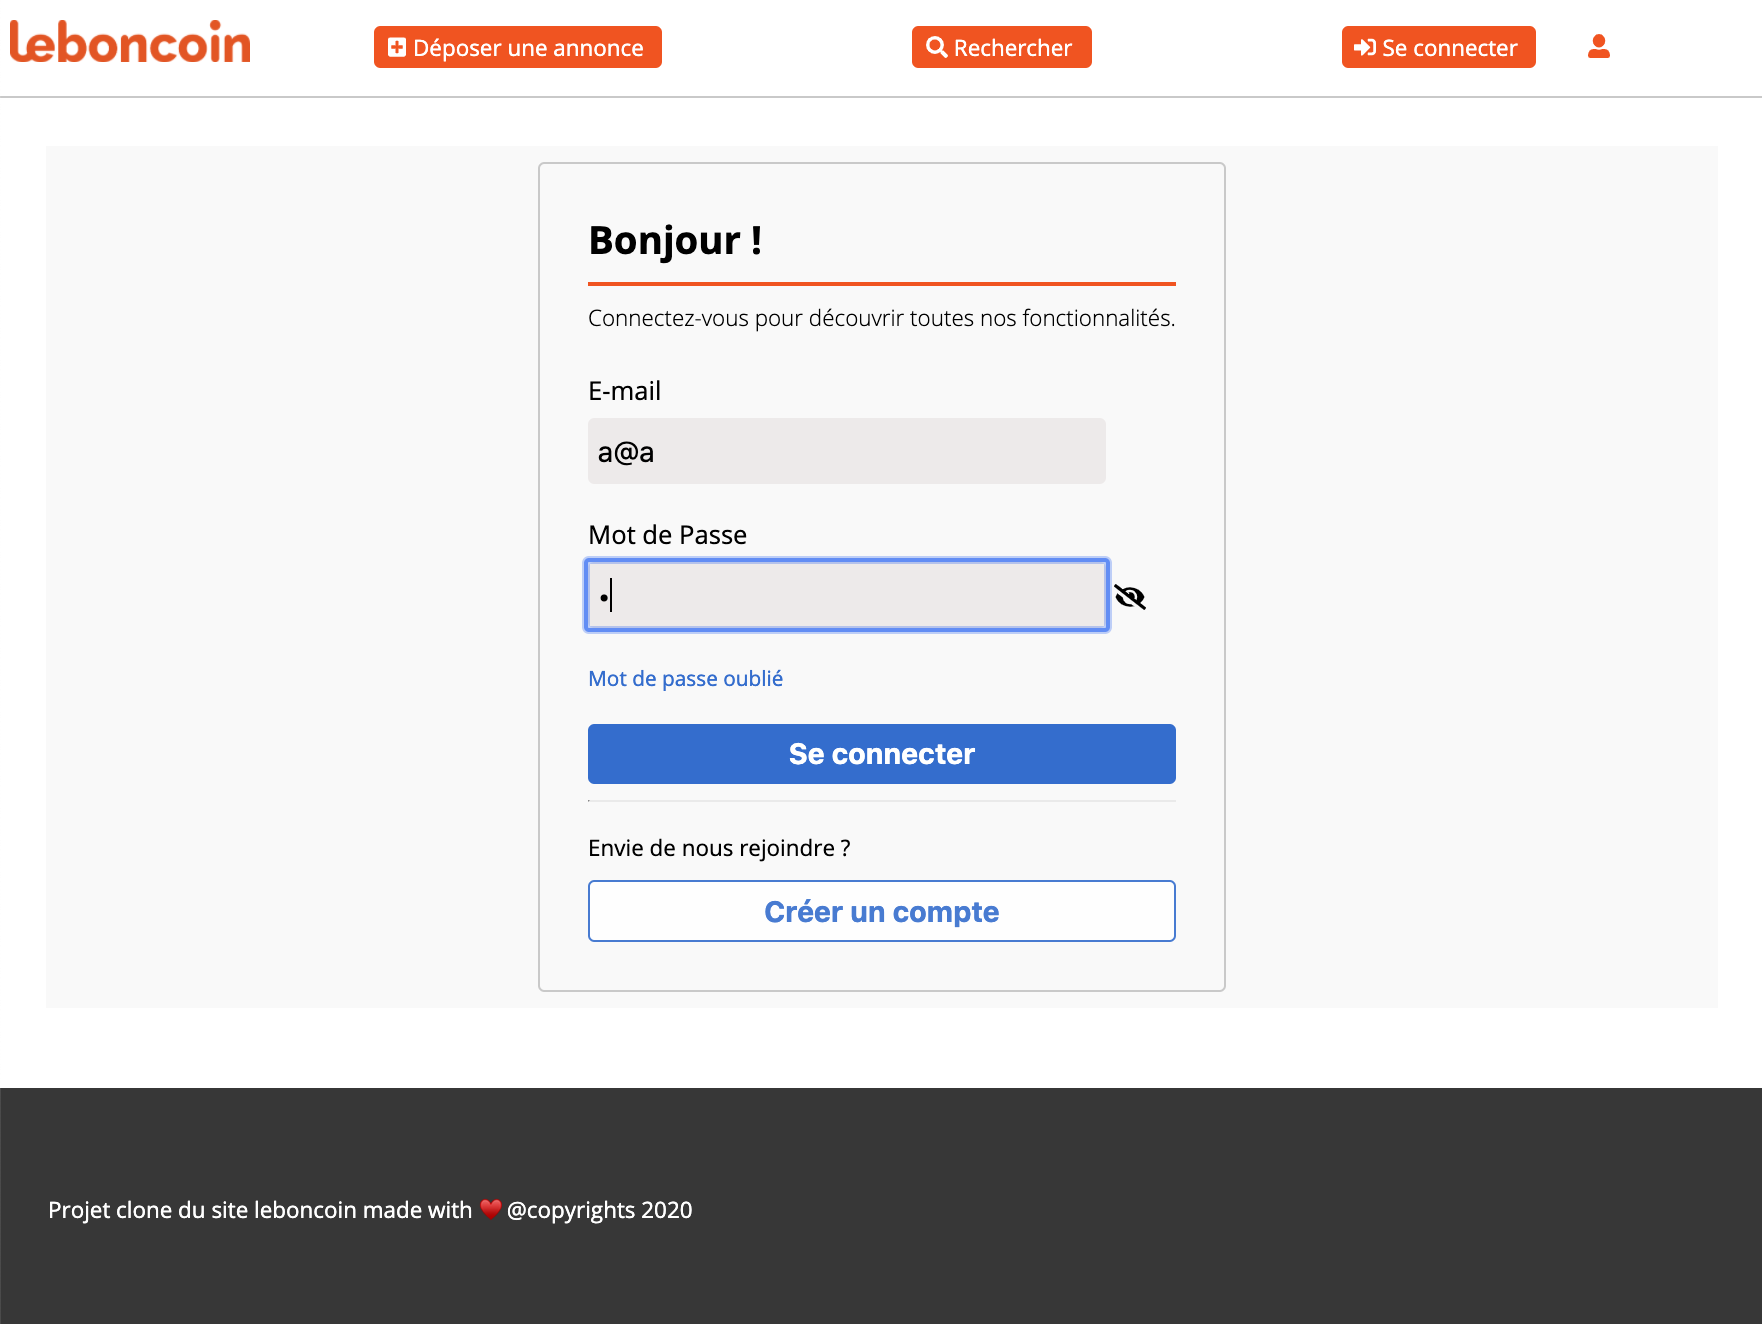 leboncoin
Déposer une annonce
Rechercher
Se connecter
Bonjour !
Connectez-vous pour découvrir toutes nos fonctionnalités.
E-mail
a@a
Mot de Passe
•
Mot de passe oublié
Se connecter
Envie de nous rejoindre ?
Créer un compte
Projet clone du site leboncoin made with ♥ @copyrights 2020